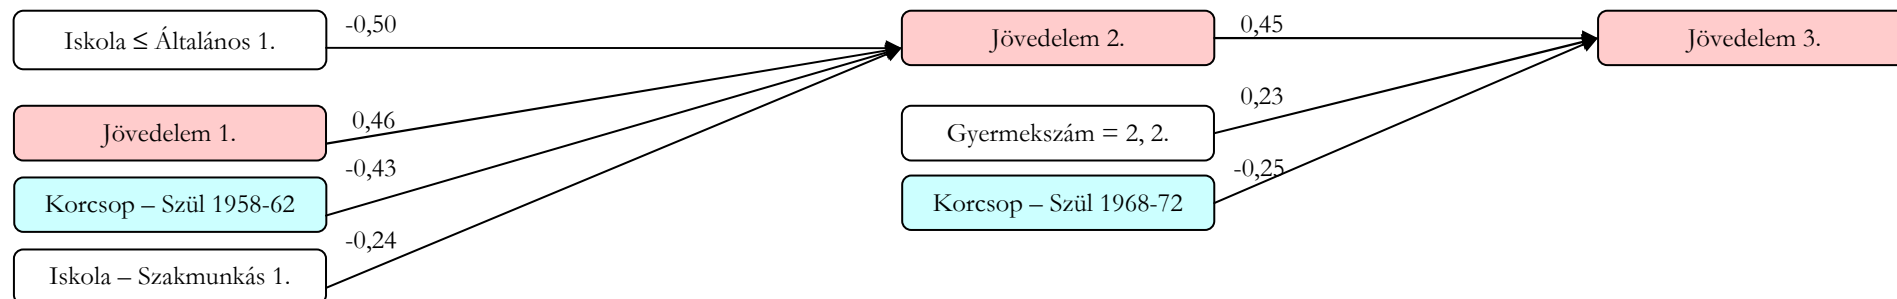 Iskola ≤ Általános 1.
-0,50
Jövedelem 2.
0,45
Jövedelem 3.
Jövedelem 1.
0,46
Gyermekszám = 2, 2.
0,23
Korcsop – Szül 1958-62
-0,43
Korcsop – Szül 1968-72
-0,25
Iskola – Szakmunkás 1.
-0,24